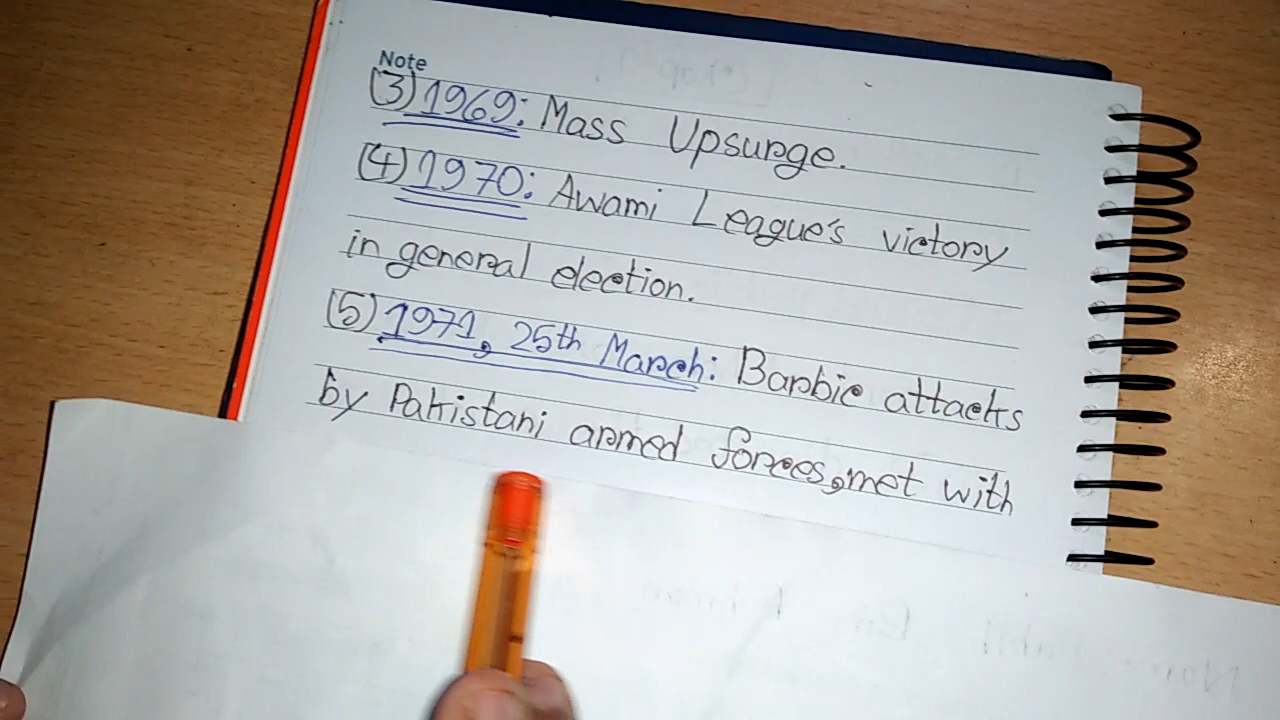 Note
(3) 1969: Mass Upsurge.
(4) 1970: Awami League's victory
in general election.
(5) 1971, 25th March: Barbic attacks
by Pakistani armed forces, met with